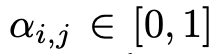 α_{i,j} ∈ [0, 1]